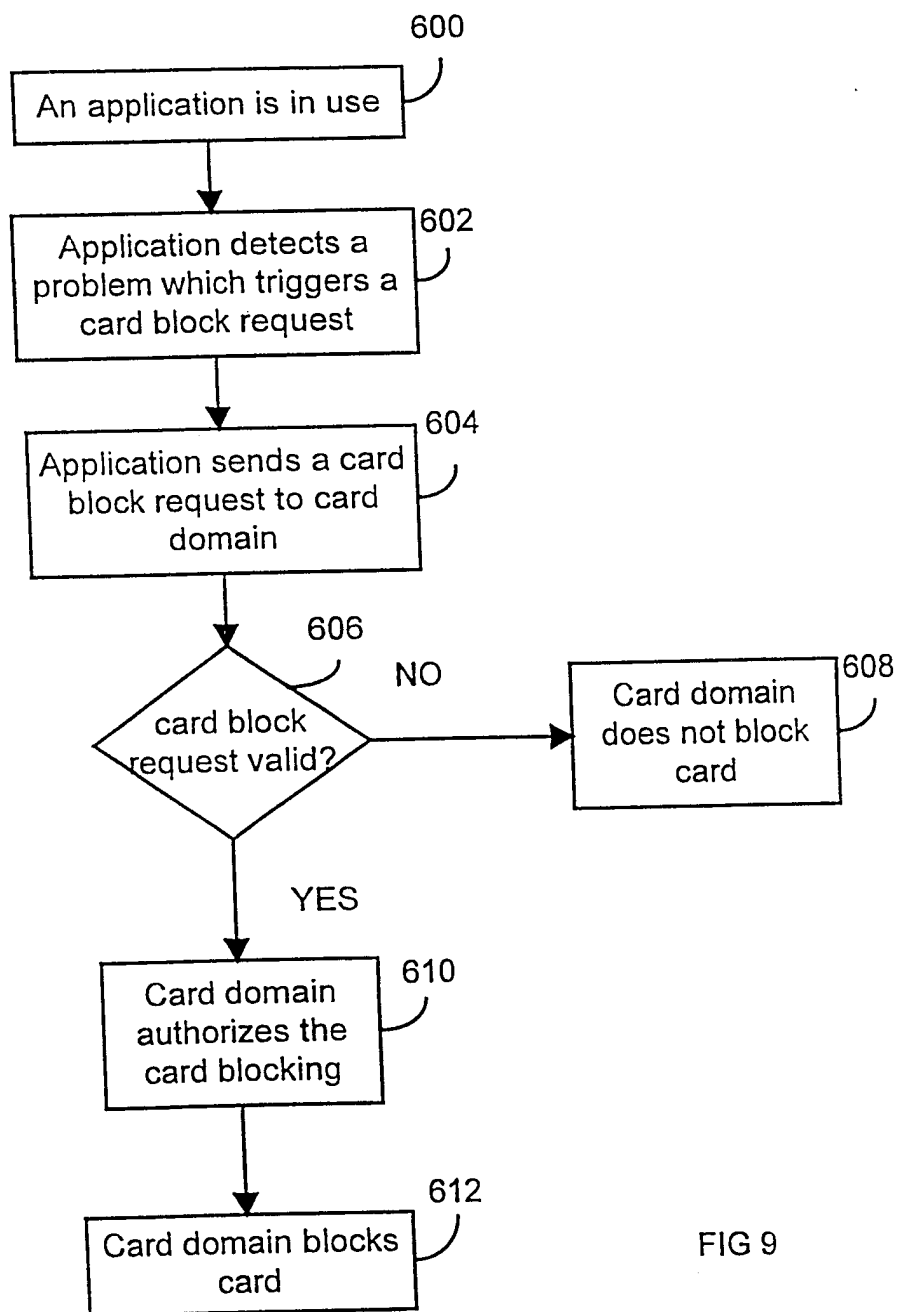 600
An application is in use
602
Application detects a
problem which triggers a
card block request
604
Application sends a card
block request to card
domain
606
card block
request valid?
NO
608
Card domain
does not block
card
YES
610
Card domain
authorizes the
card blocking
612
Card domain blocks
card
FIG 9